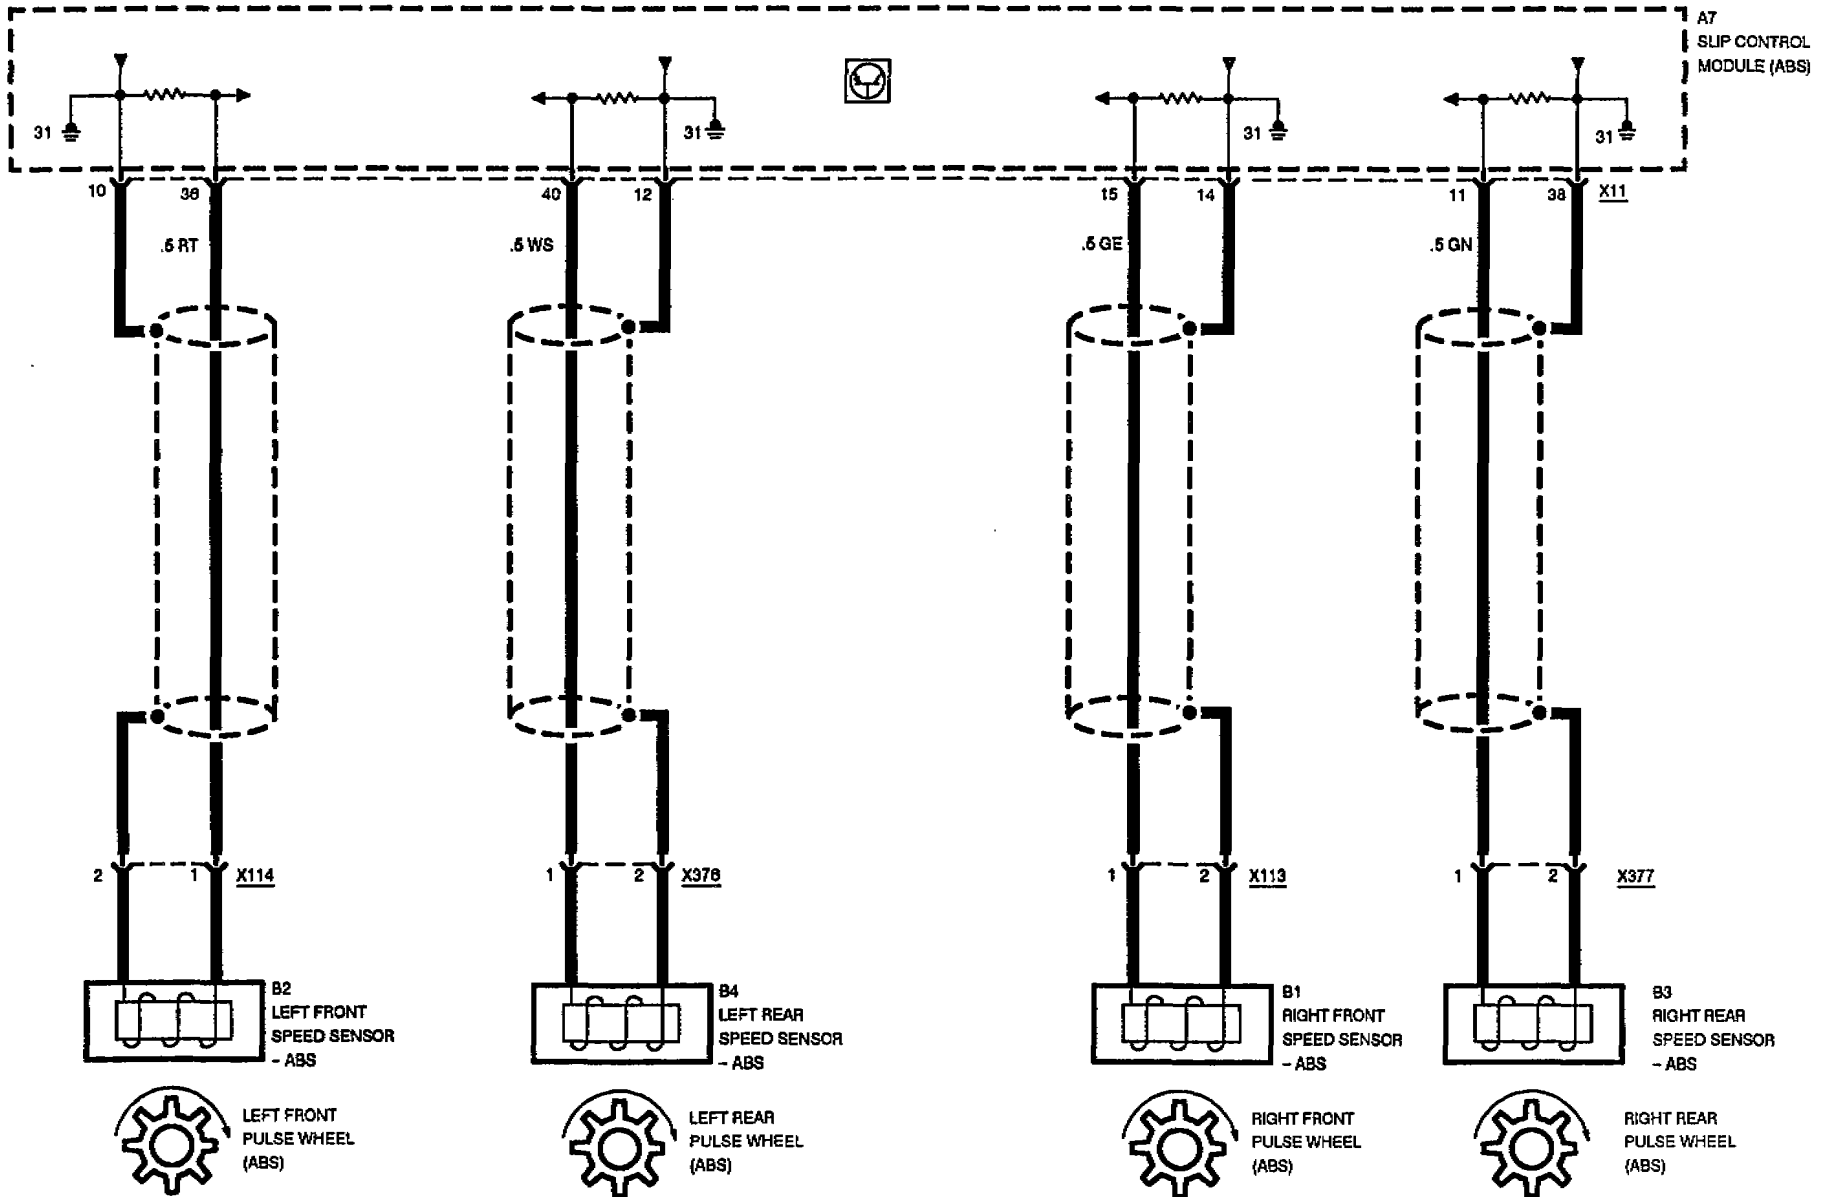 A7
SLIP CONTROL
MODULE (ABS)
31
31
31
31
10
36
40
12
15
14
11
38
X11
.5 RT
.5 WS
.5 GE
.5 GN
2
1
X114
1
2
X376
1
2
X113
1
2
X377
B2
LEFT FRONT
SPEED SENSOR
– ABS
B4
LEFT REAR
SPEED SENSOR
– ABS
B1
RIGHT FRONT
SPEED SENSOR
– ABS
B3
RIGHT REAR
SPEED SENSOR
– ABS
LEFT FRONT
PULSE WHEEL
(ABS)
LEFT REAR
PULSE WHEEL
(ABS)
RIGHT FRONT
PULSE WHEEL
(ABS)
RIGHT REAR
PULSE WHEEL
(ABS)